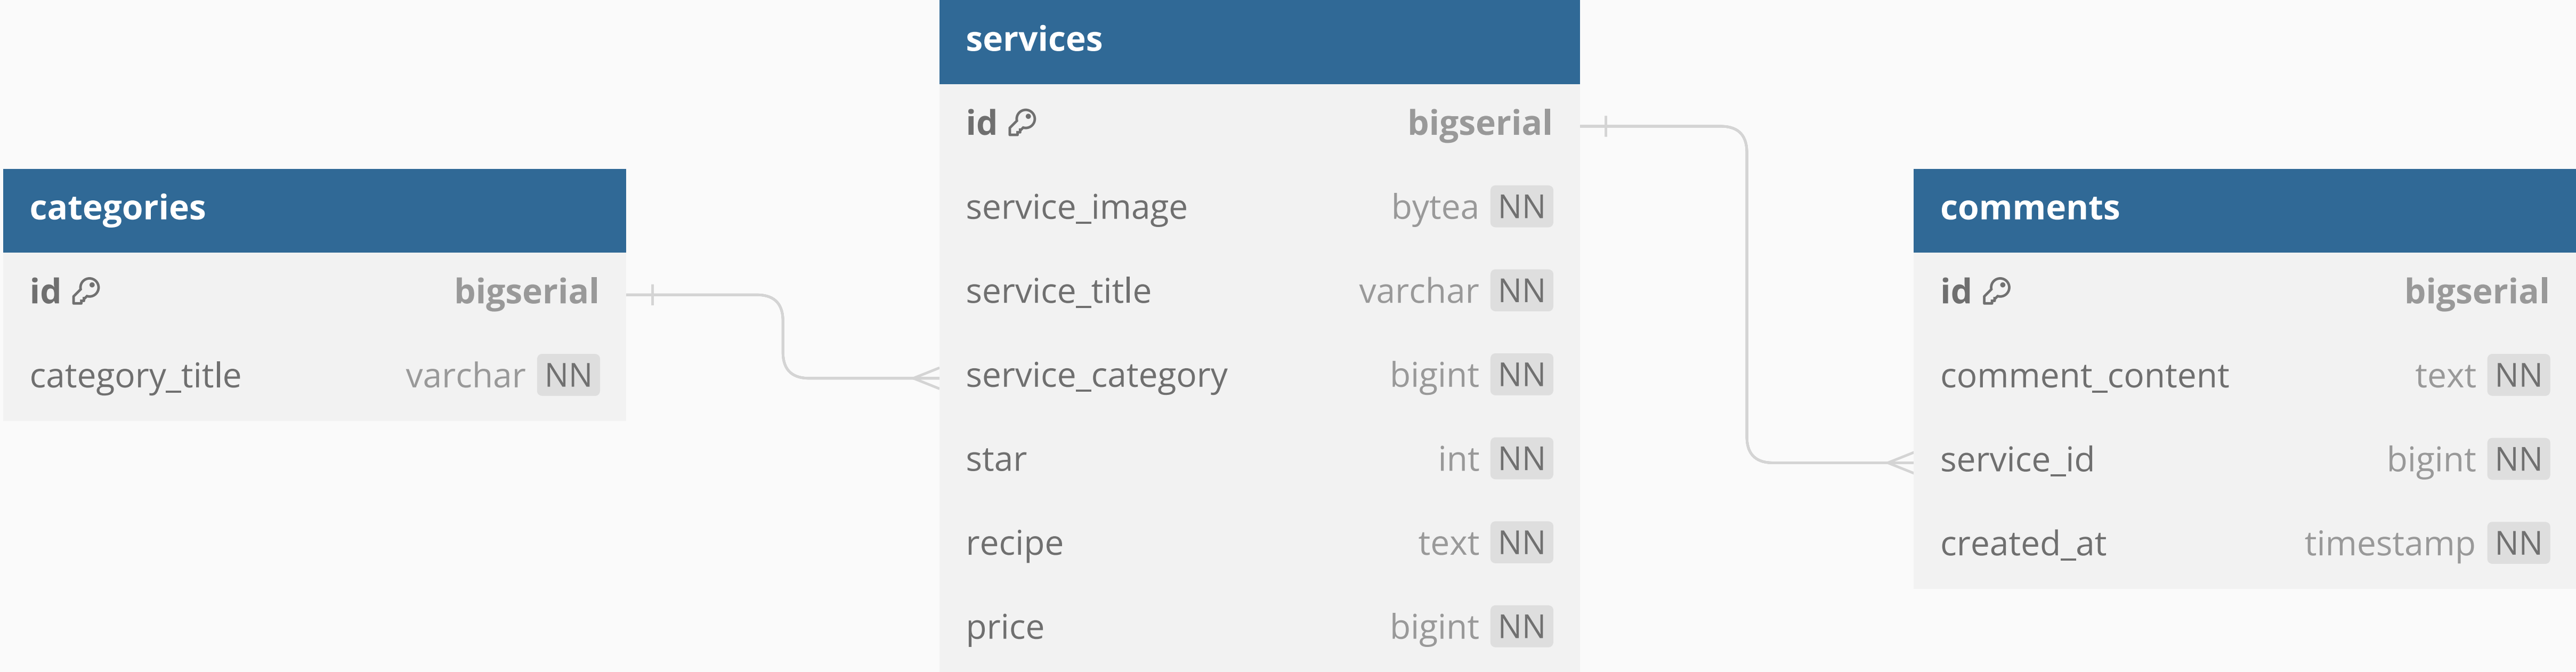 categories
id bigserial
category_title varchar NN
services
id bigserial
service_image bytea NN
service_title varchar NN
service_category bigint NN
star int NN
recipe text NN
price bigint NN
comments
id bigserial
comment_content text NN
service_id bigint NN
created_at timestamp NN